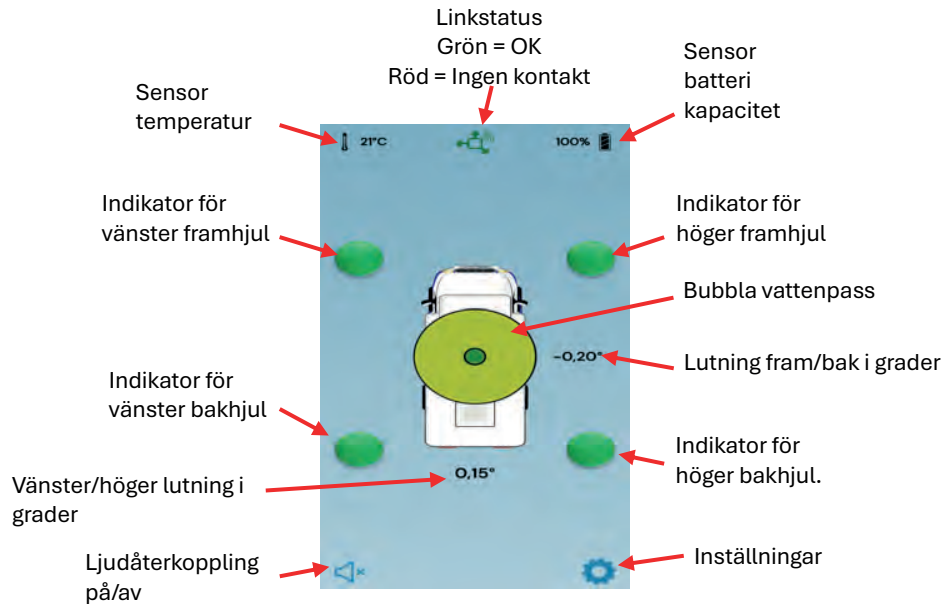 Linkstatus
Grön = OK
Röd = Ingen kontakt
Sensor
temperatur
Sensor
batteri
kapacitet
21°C
100%
Indikator för
vänster framhjul
Indikator för
höger framhjul
Bubbla vattenpass
-0,20°
Lutning fram/bak i grader
Indikator för
vänster bakhjul
Indikator för
höger bakhjul.
0,15°
Vänster/höger lutning i
grader
Ljudåterkoppling
på/av
Inställningar